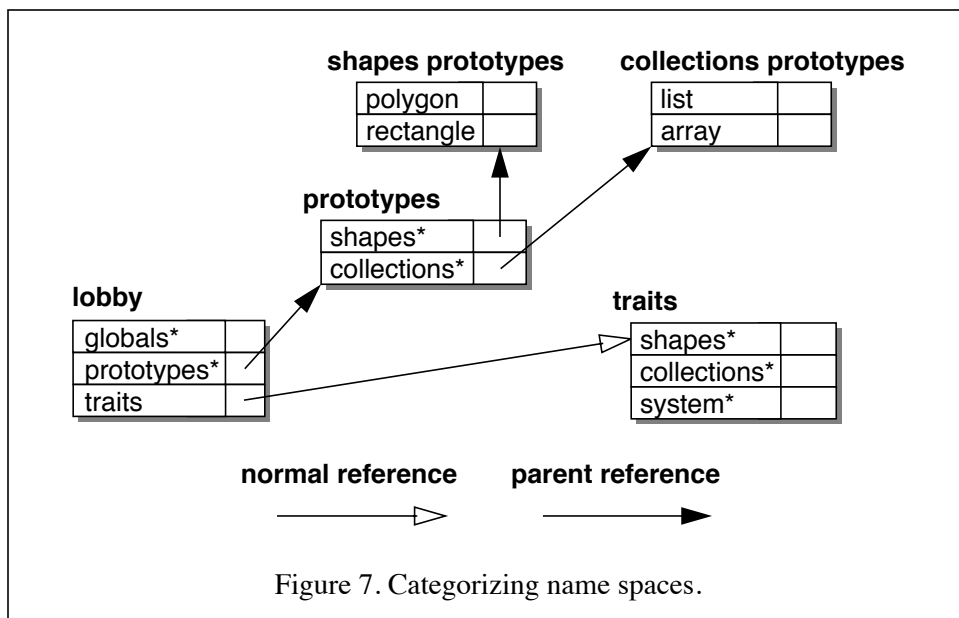 shapes prototypes
polygon
rectangle
collections prototypes
list
array
prototypes
shapes*
collections*
lobby
globals*
prototypes*
traits
traits
shapes*
collections*
system*
normal reference
parent reference
Figure 7. Categorizing name spaces.